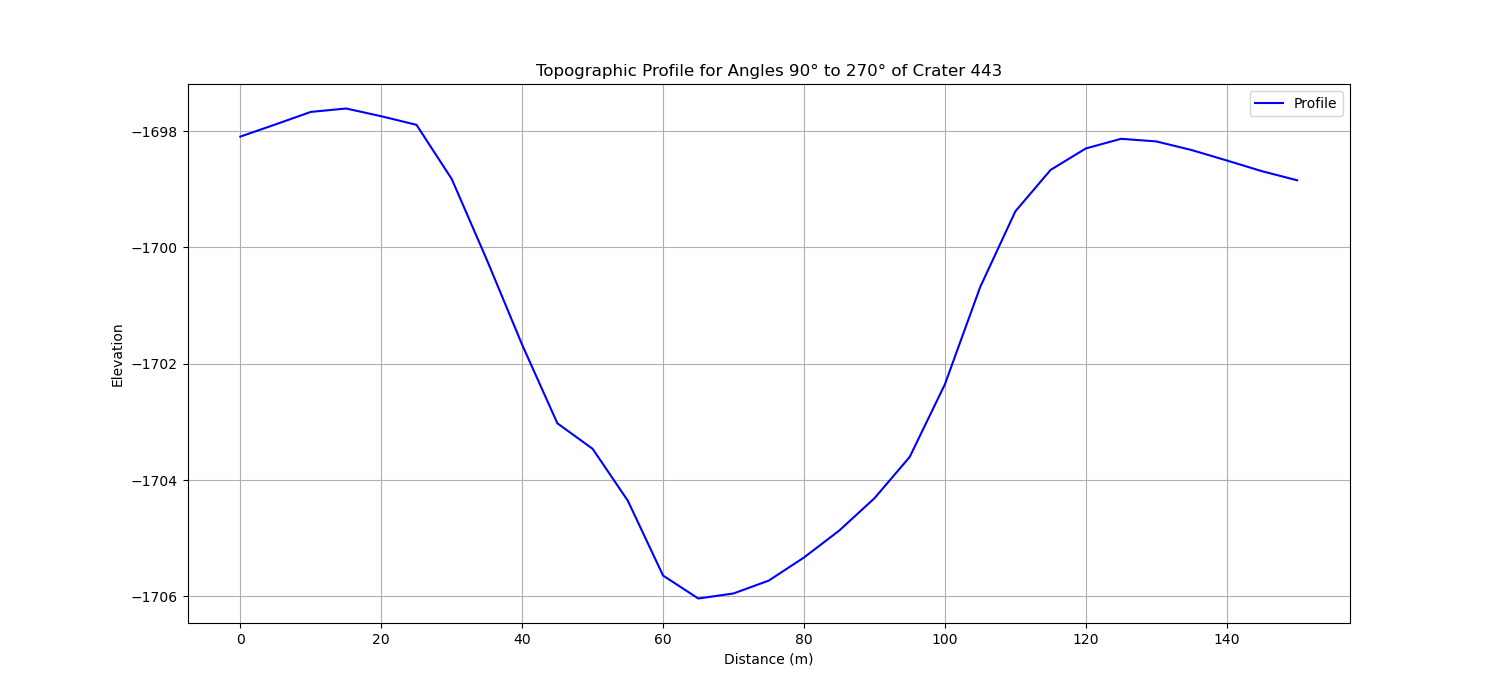 Topographic Profile for Angles 90° to 270° of Crater 443
Profile
−1698
−1700
−1702
−1704
−1706
Elevation
0 20 40 60 80 100 120 140
Distance (m)